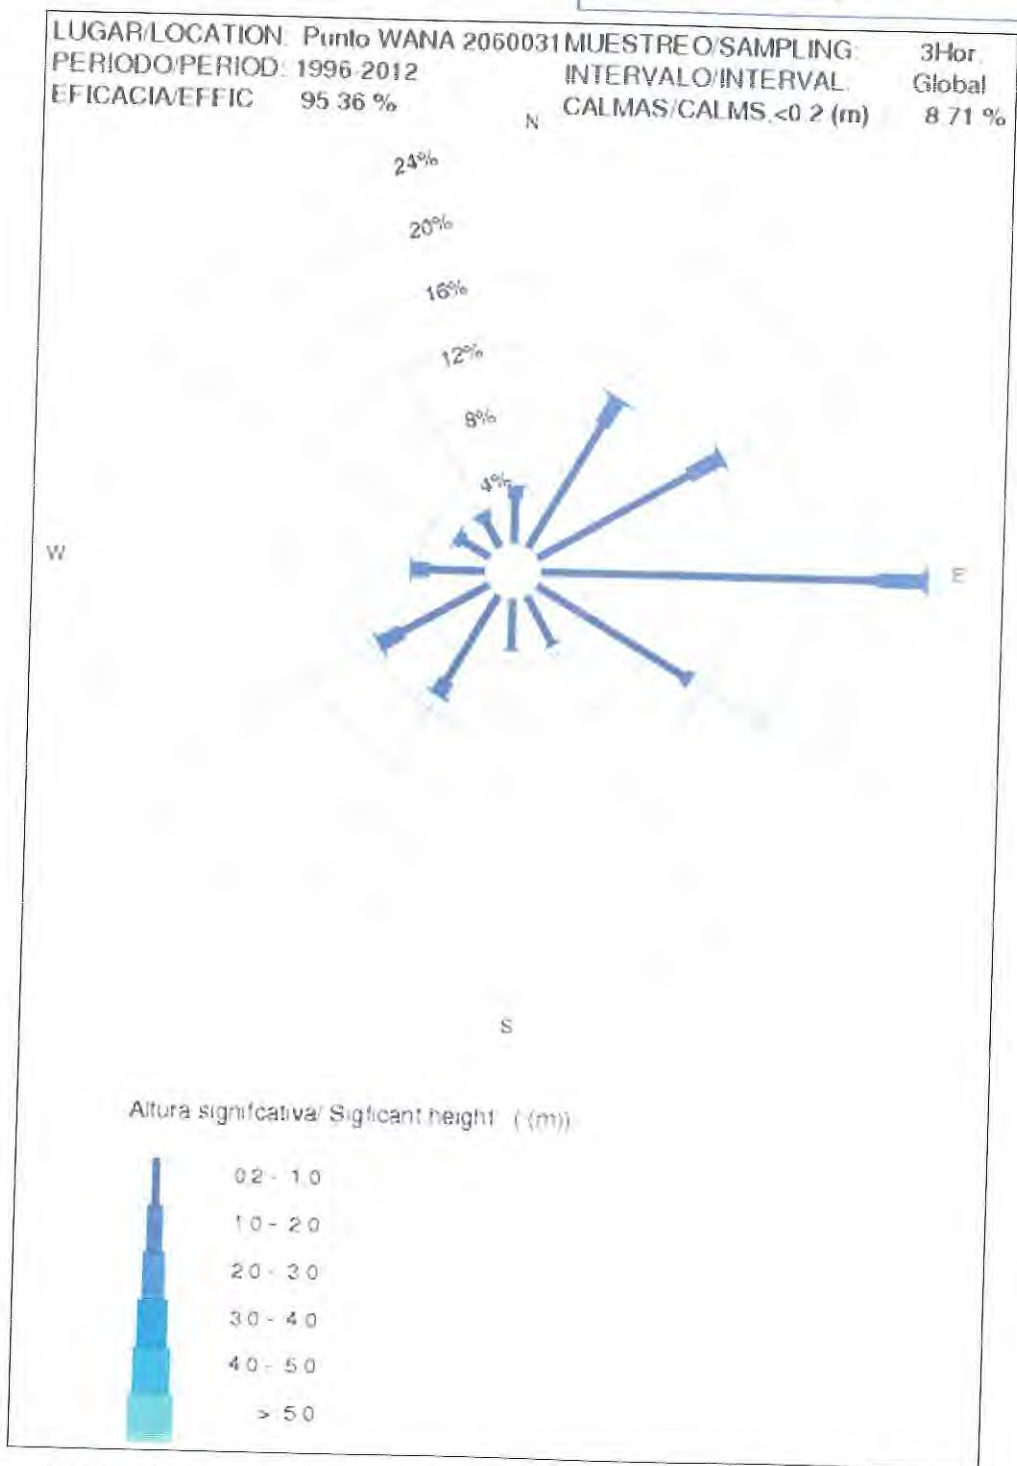 LUGAR/LOCATION: Punto WANA 2060031 MUESTREO/SAMPLING: 3Hor.
PERIODO/PERIOD: 1996-2012 INTERVALO/INTERVAL: Global
EFICACIA/EFFIC 95.36 % CALMAS/CALMS.<0.2 (m) 8.71 %
N
24%
20%
16%
12%
8%
4%
W
E
S
Altura signifcativa/ Sigficant height ( (m))
0.2 - 1.0
1.0 - 2.0
2.0 - 3.0
3.0 - 4.0
4.0 - 5.0
> 5.0